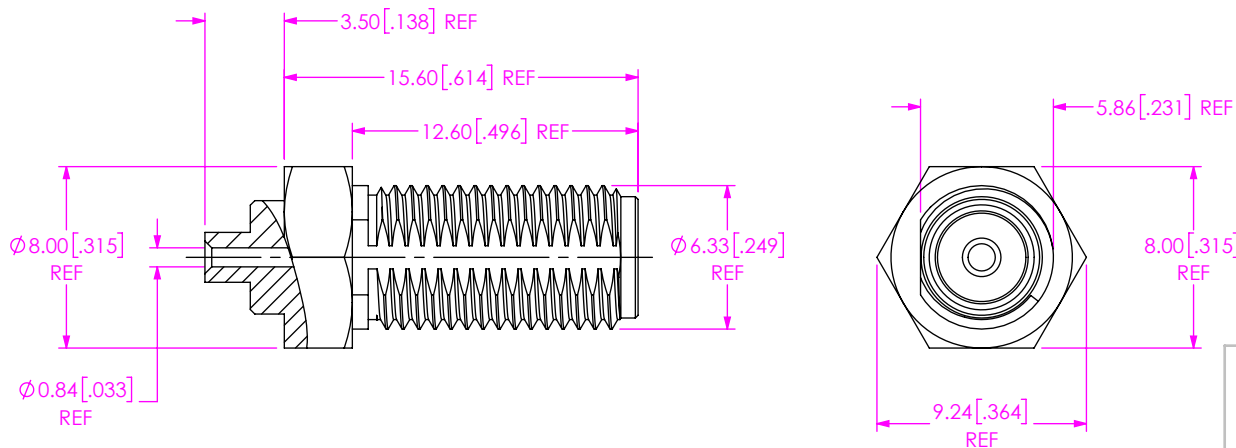 3.50[.138] REF
15.60[.614] REF
12.60[.496] REF
5.86[.231] REF
Ø8.00[.315]
REF
Ø6.33[.249]
REF
8.00[.315]
REF
Ø0.84[.033]
REF
9.24[.364]
REF